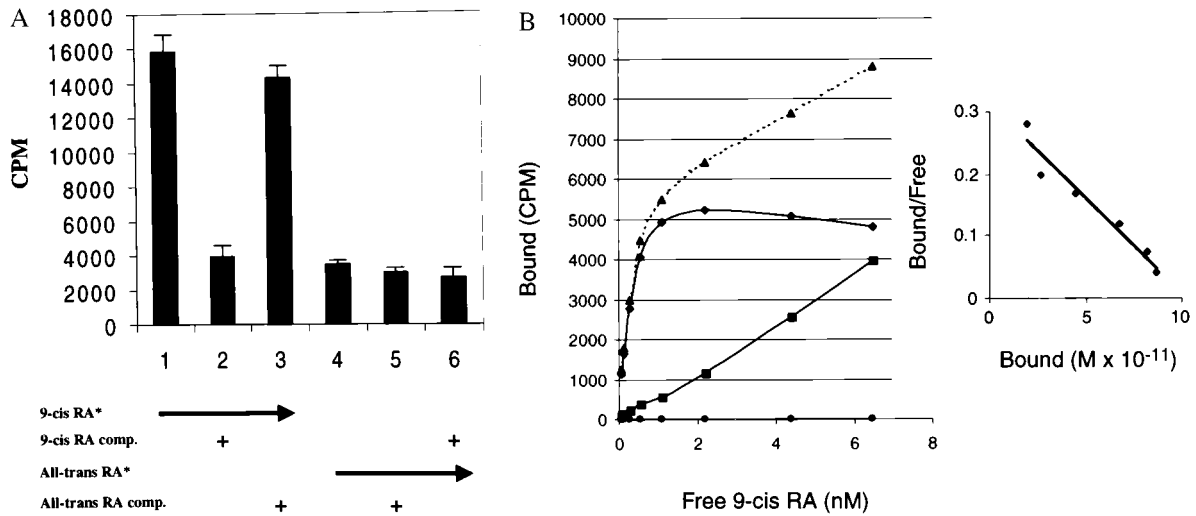 A
18000
16000
14000
12000
10000
8000
6000
4000
2000
0
CPM
1 2 3 4 5 6
9-cis RA*
9-cis RA comp. + +
All-trans RA*
All-trans RA comp. + +
B
10000
9000
8000
7000
6000
5000
4000
3000
2000
1000
0
Bound (CPM)
0 2 4 6 8
Free 9-cis RA (nM)
0.3
0.2
0.1
0
Bound/Free
0 5 10
Bound (M x 10-11)